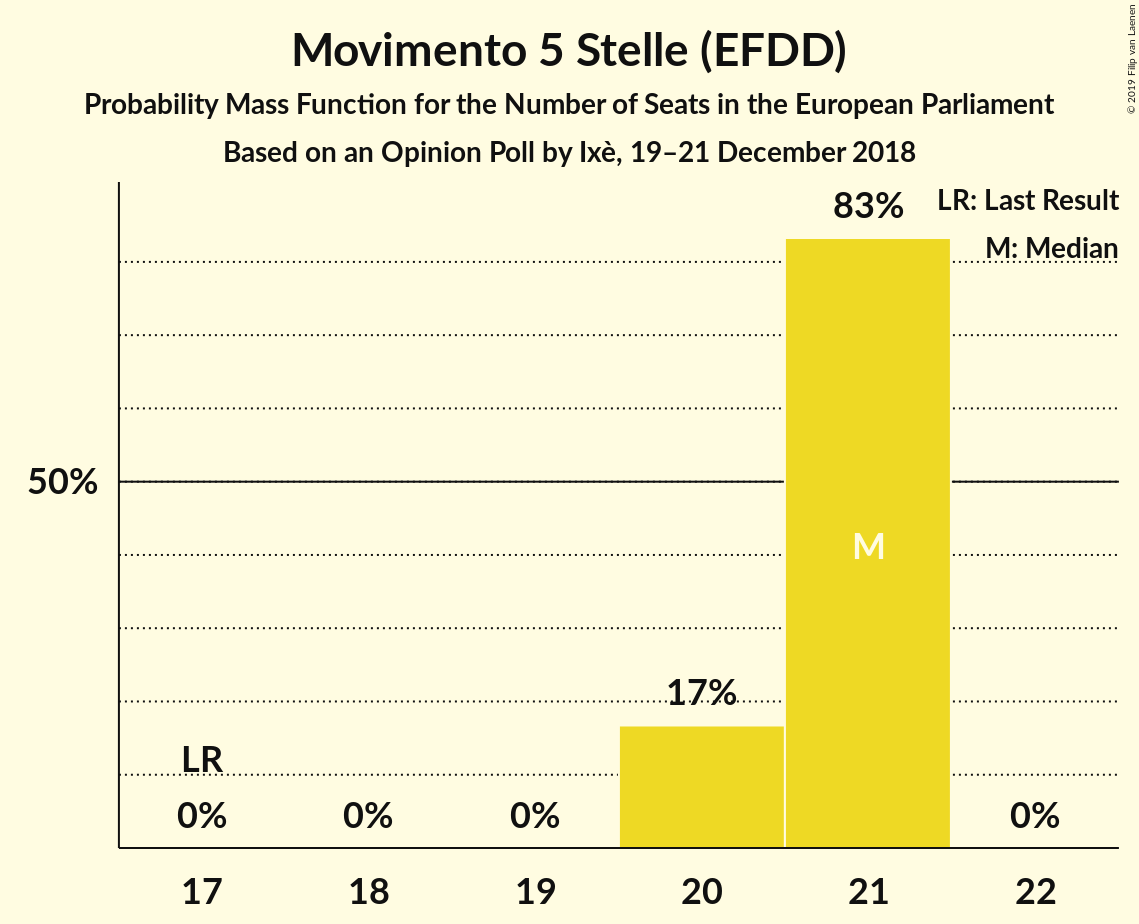 Movimento 5 Stelle (EFDD)
Probability Mass Function for the Number of Seats in the European Parliament
Based on an Opinion Poll by Ixè, 19–21 December 2018
© 2019 Filip van Laenen
LR: Last Result
M: Median
83%
50%
M
17%
LR
0% 0% 0% 0%
17 18 19 20 21 22